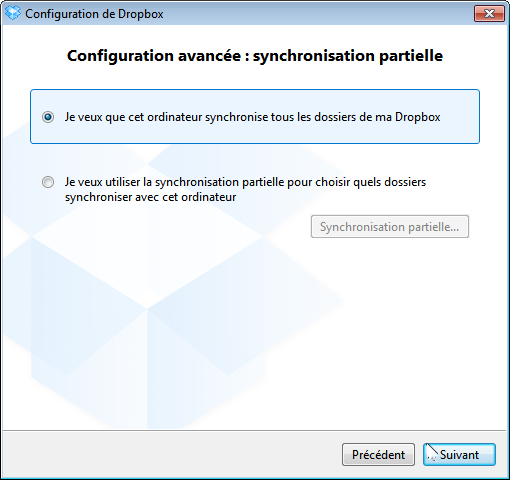 Configuration de Dropbox
Configuration avancée : synchronisation partielle
Je veux que cet ordinateur synchronise tous les dossiers de ma Dropbox
Je veux utiliser la synchronisation partielle pour choisir quels dossiers
synchroniser avec cet ordinateur
Synchronisation partielle...
Précédent
Suivant